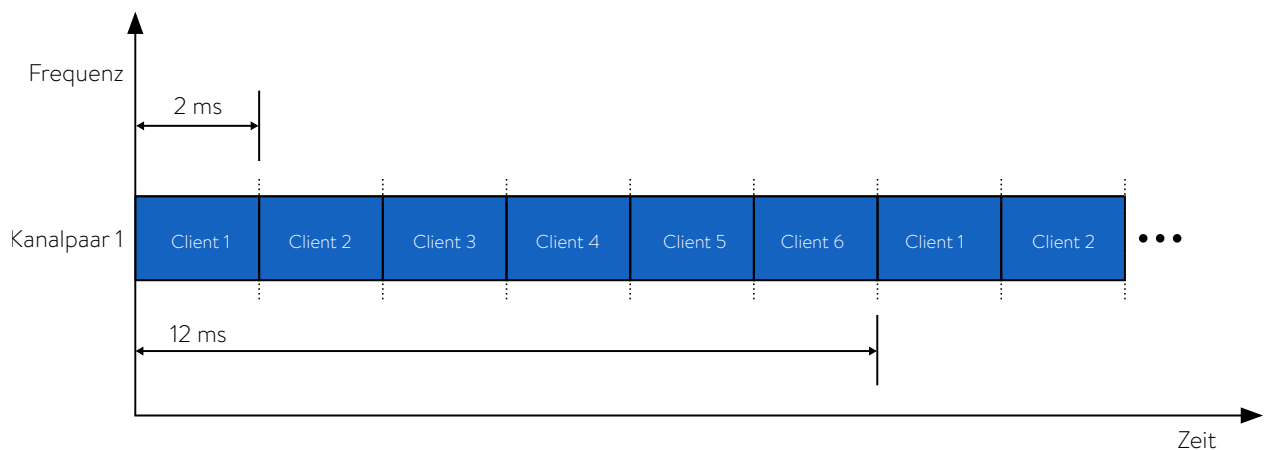 Frequenz
2 ms
Kanalpaar 1
Client 1
Client 2
Client 3
Client 4
Client 5
Client 6
Client 1
Client 2
12 ms
Zeit